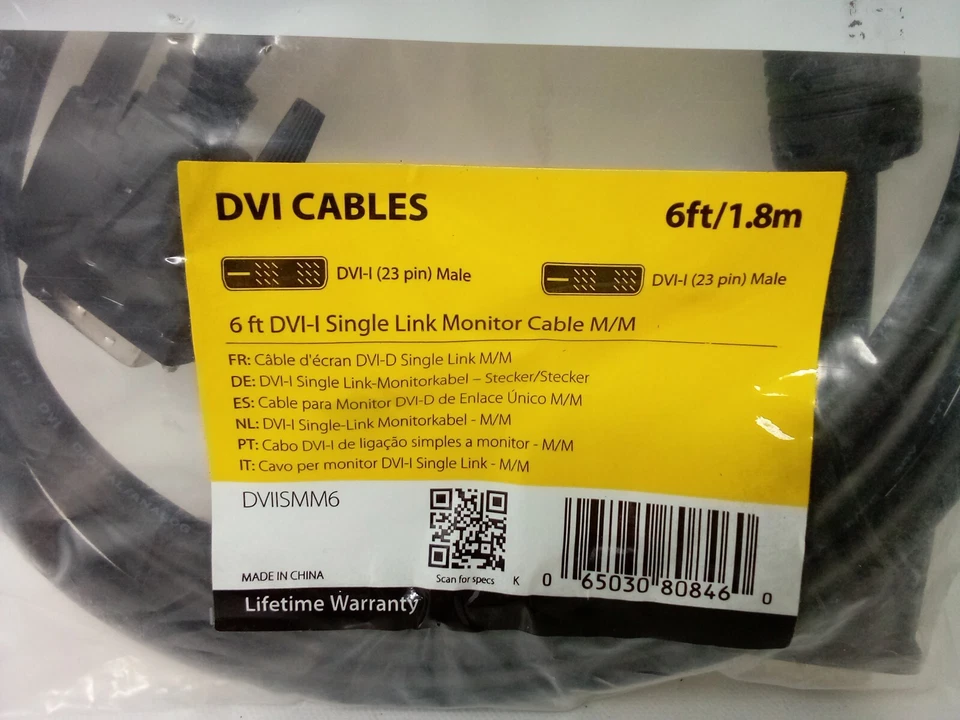 DVI CABLES
6ft/1.8m
DVI-I (23 pin) Male
DVI-I (23 pin) Male
6 ft DVI-I Single Link Monitor Cable M/M
FR: Câble d'écran DVI-D Single Link M/M
DE: DVI-I Single Link-Monitorkabel – Stecker/Stecker
ES: Cable para Monitor DVI-D de Enlace Único M/M
NL: DVI-I Single-Link Monitorkabel - M/M
PT: Cabo DVI-I de ligação simples a monitor - M/M
IT: Cavo per monitor DVI-I Single Link - M/M
DVIISMM6
MADE IN CHINA
Scan for specs
K 0 65030 80846 0
Lifetime Warranty